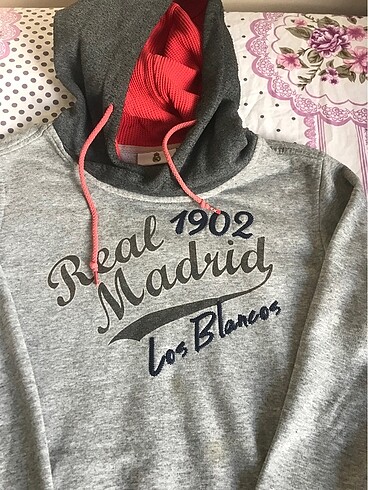 Real 1902
Madrid
Los Blancos